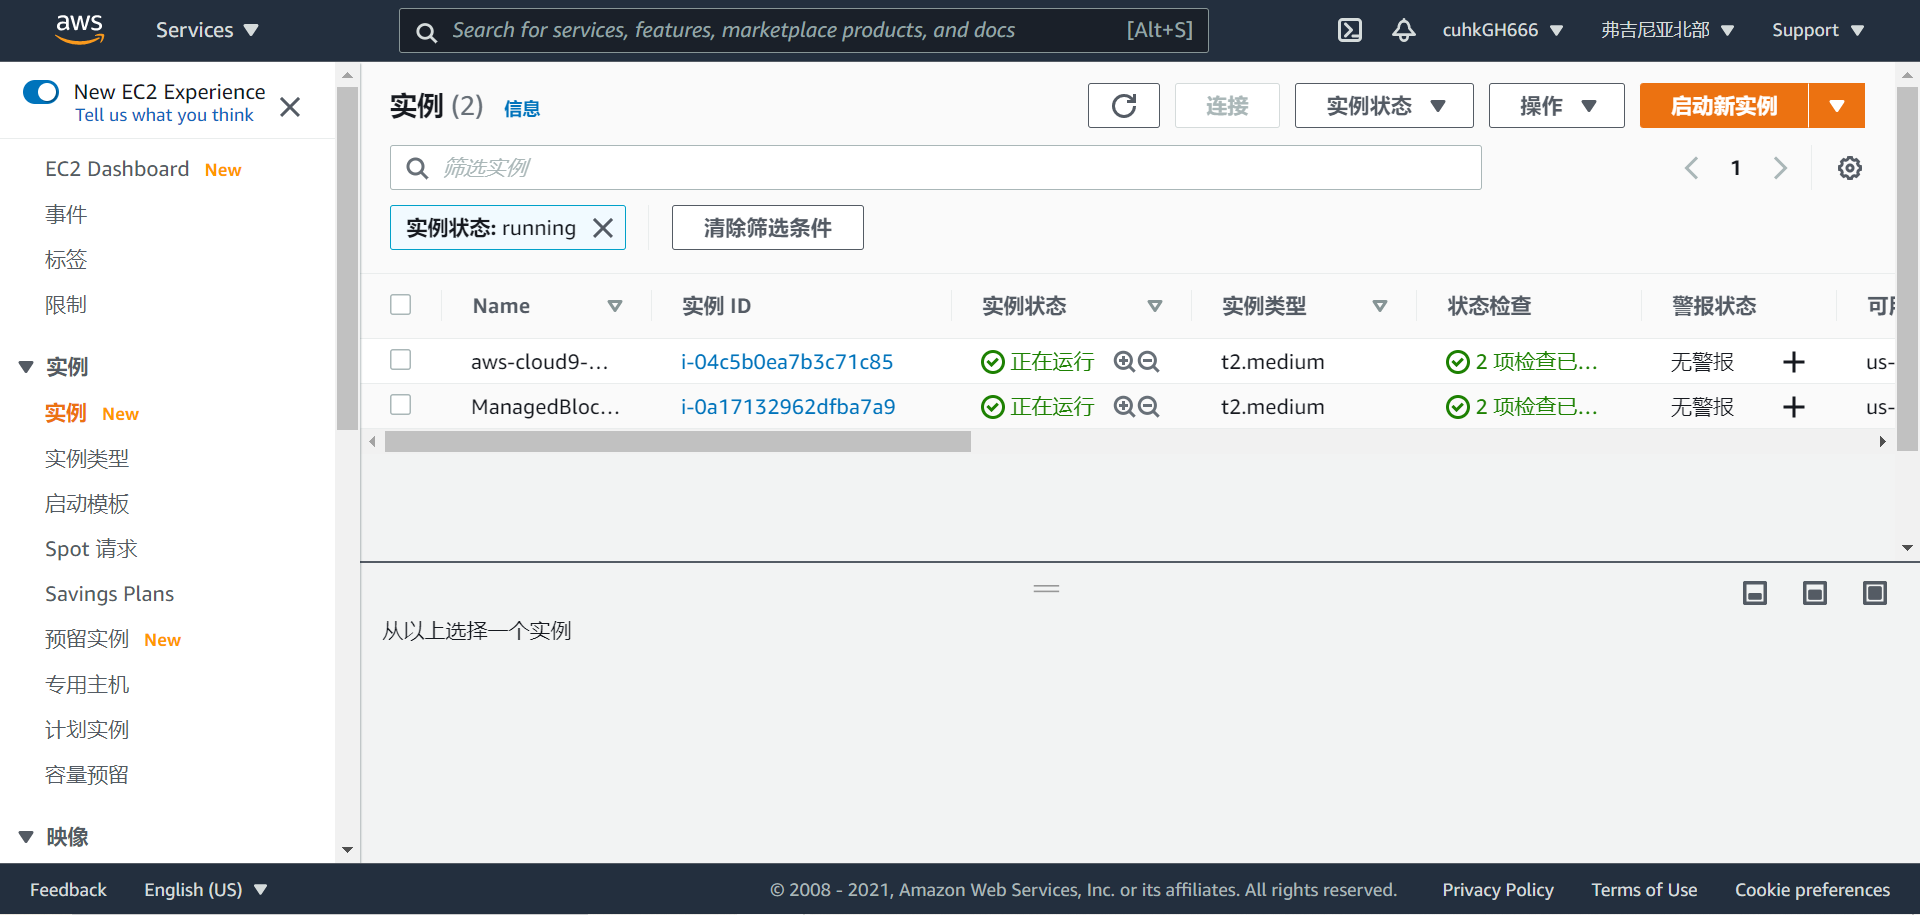 aws Services Search for services, features, marketplace products, and docs [Alt+S] cuhkGH666 弗吉尼亚北部 Support
New EC2 Experience
Tell us what you think
EC2 Dashboard New
事件
标签
限制
实例
实例 New
实例类型
启动模板
Spot 请求
Savings Plans
预留实例 New
专用主机
计划实例
容量预留
映像
实例 (2) 信息 连接 实例状态 操作 启动新实例
筛选实例 1
实例状态: running 清除筛选条件
Name 实例 ID 实例状态 实例类型 状态检查 警报状态 可
aws-cloud9-... i-04c5b0ea7b3c71c85 正在运行 t2.medium 2 项检查已... 无警报 us-
ManagedBloc... i-0a17132962dfba7a9 正在运行 t2.medium 2 项检查已... 无警报 us-
从以上选择一个实例
Feedback English (US) © 2008 - 2021, Amazon Web Services, Inc. or its affiliates. All rights reserved. Privacy Policy Terms of Use Cookie preferences